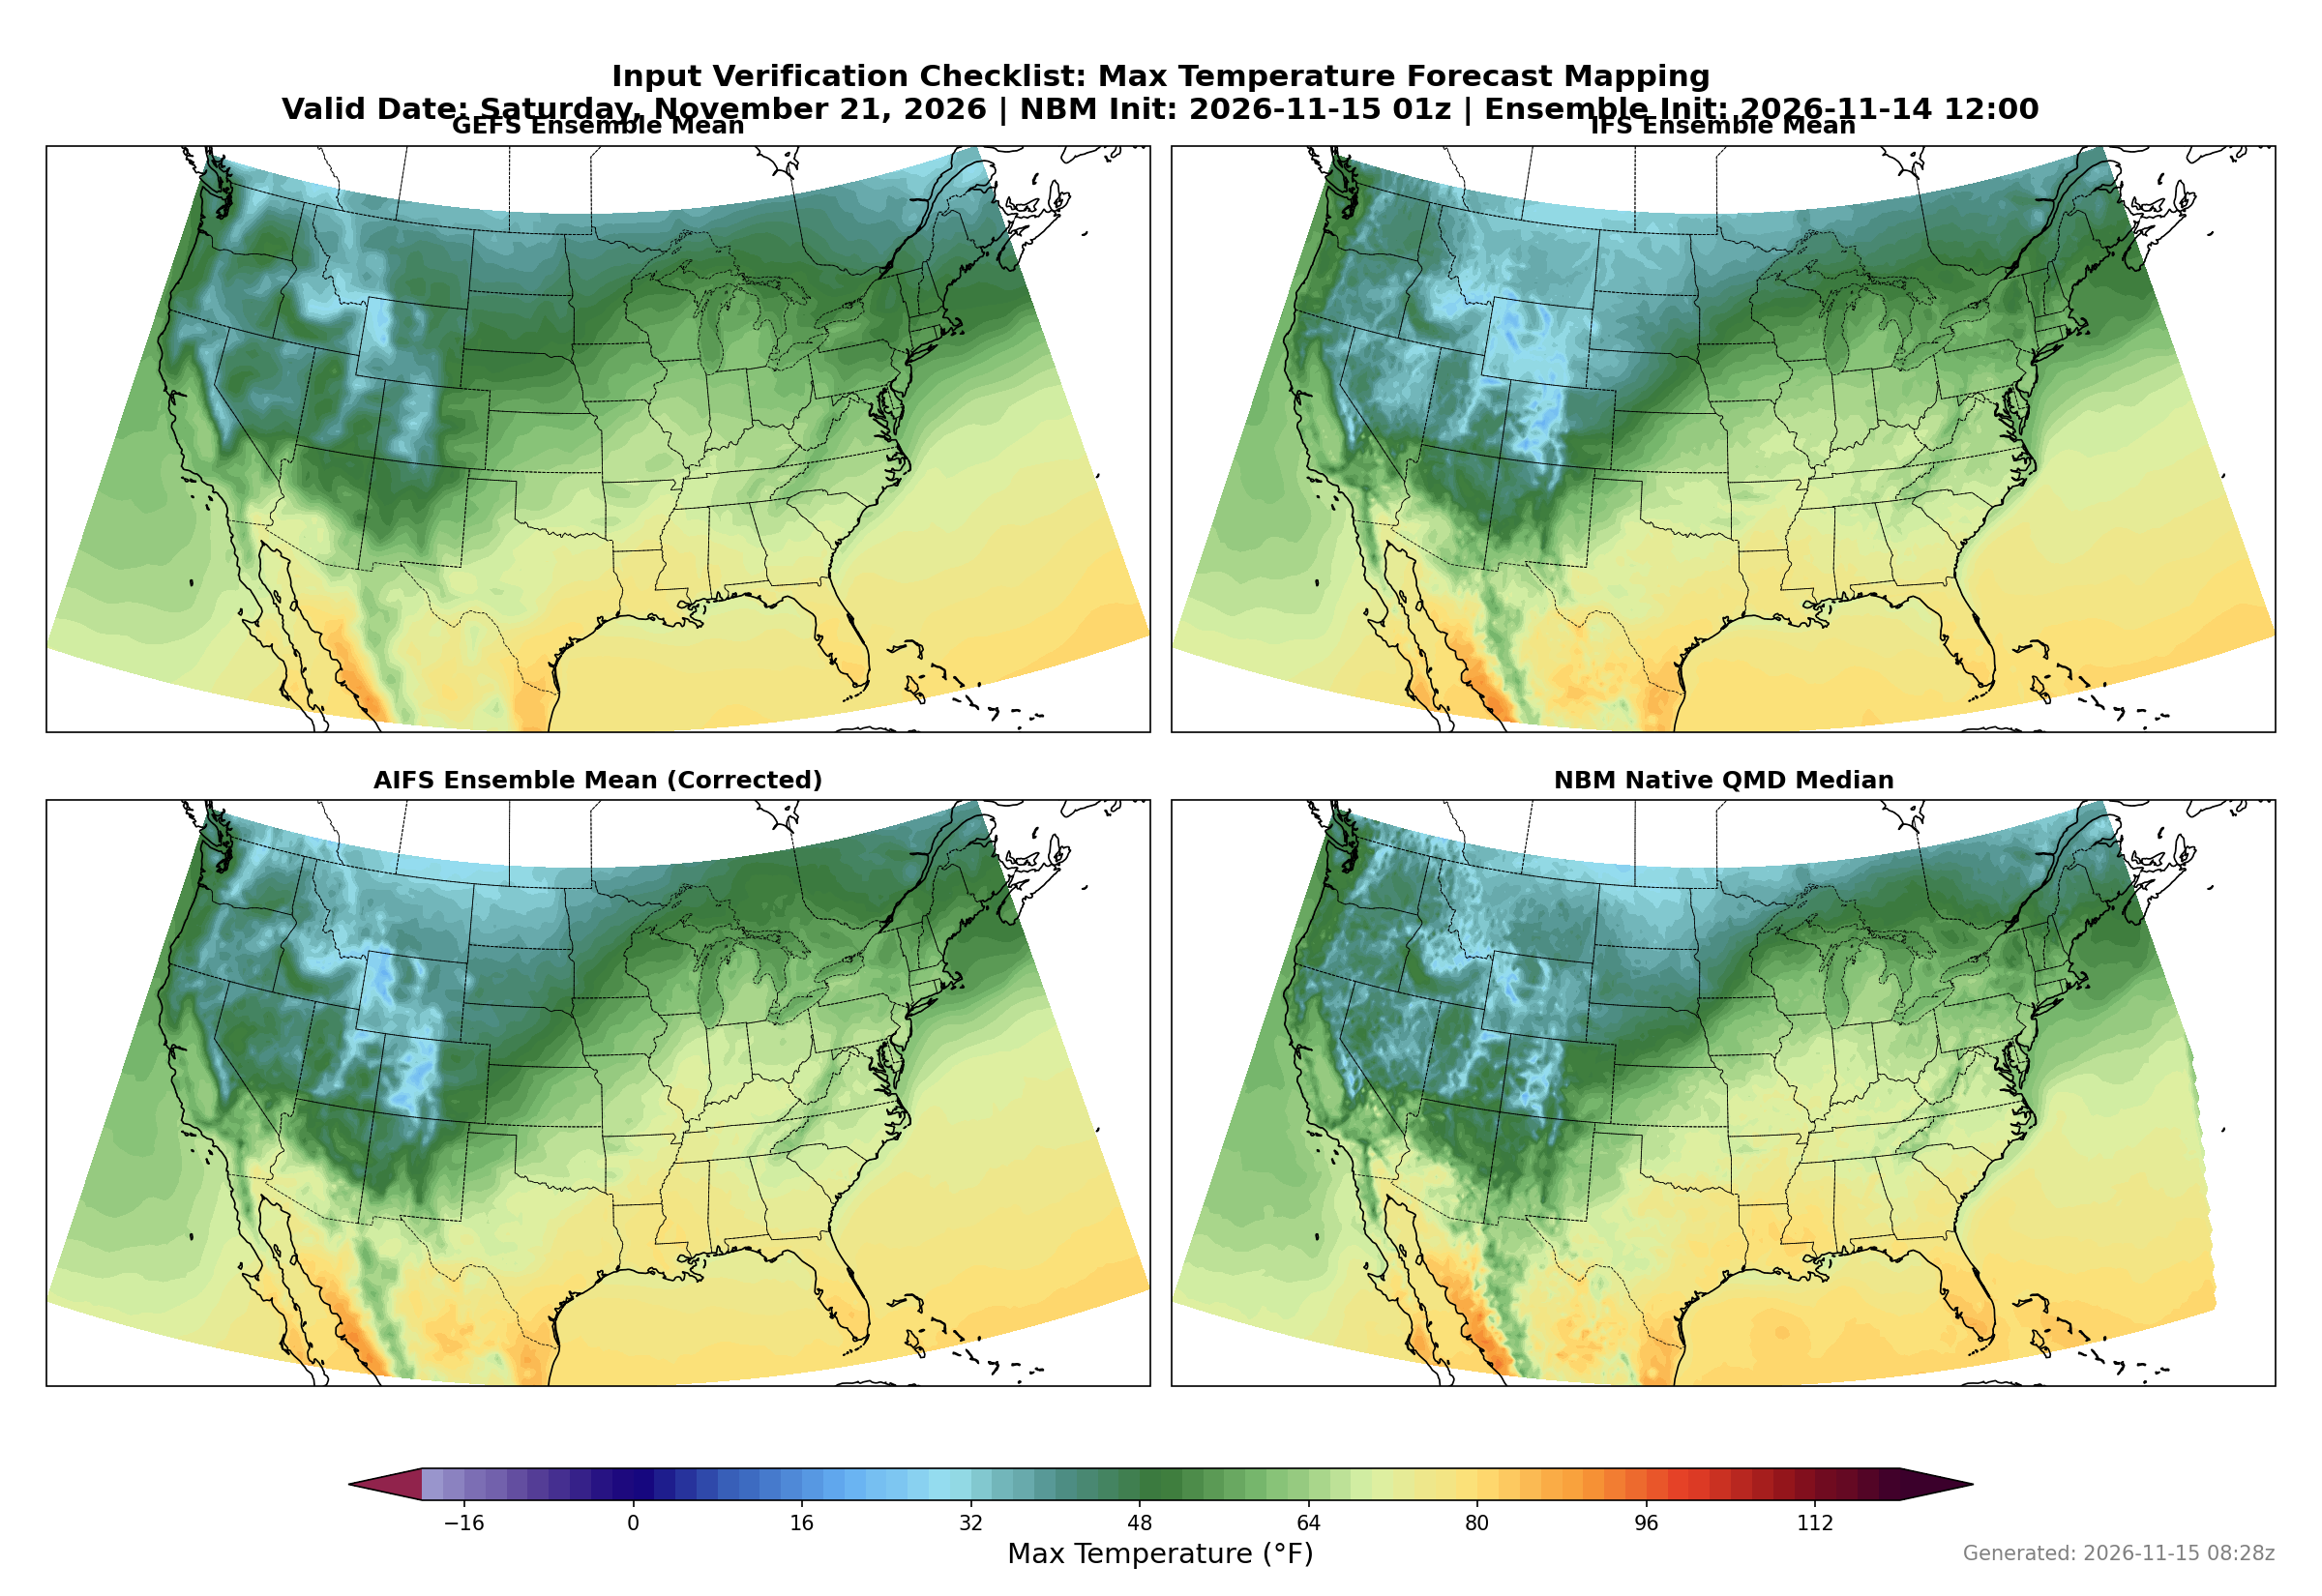 Input Verification Checklist: Max Temperature Forecast Mapping
Valid Date: Saturday, November 21, 2026 | NBM Init: 2026-11-15 01z | Ensemble Init: 2026-11-14 12:00
GEFS Ensemble Mean
IFS Ensemble Mean
AIFS Ensemble Mean (Corrected)
NBM Native QMD Median
−16 0 16 32 48 64 80 96 112
Max Temperature (°F)
Generated: 2026-11-15 08:28z